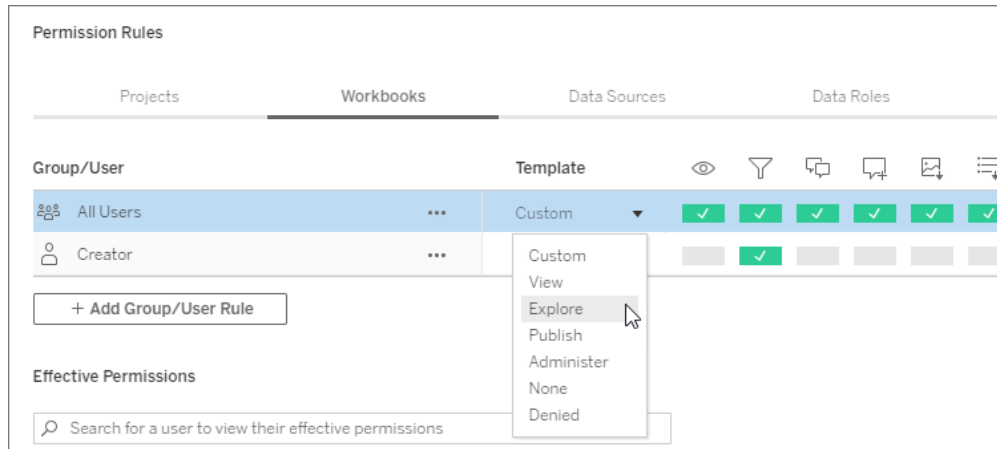 Permission Rules
Projects Workbooks Data Sources Data Roles
Group/User Template
All Users Custom
Creator
Custom
View
Explore
Publish
Administer
None
Denied
+ Add Group/User Rule
Effective Permissions
Search for a user to view their effective permissions